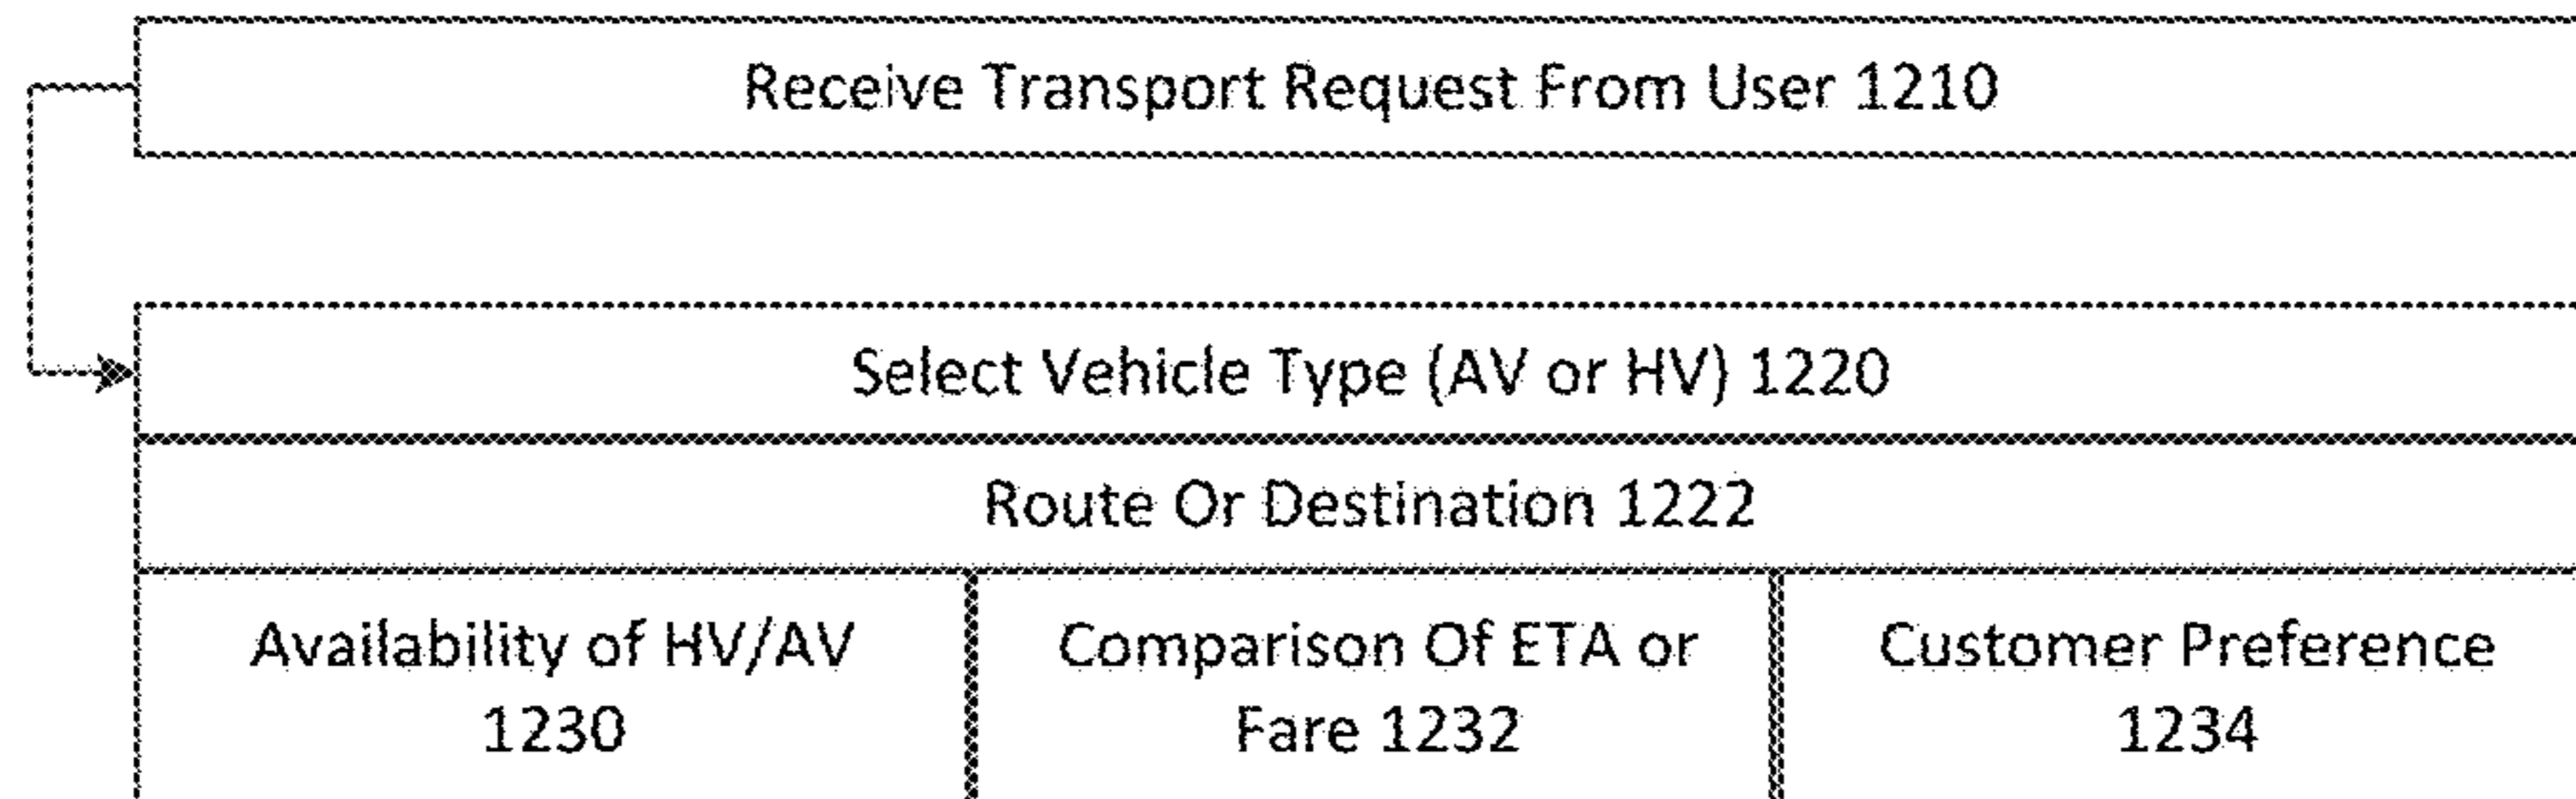 Receive Transport Request From User 1210
Select Vehicle Type (AV or HV) 1220
Route Or Destination 1222
Availability of HV/AV
1230
Comparison Of ETA or
Fare 1232
Customer Preference
1234